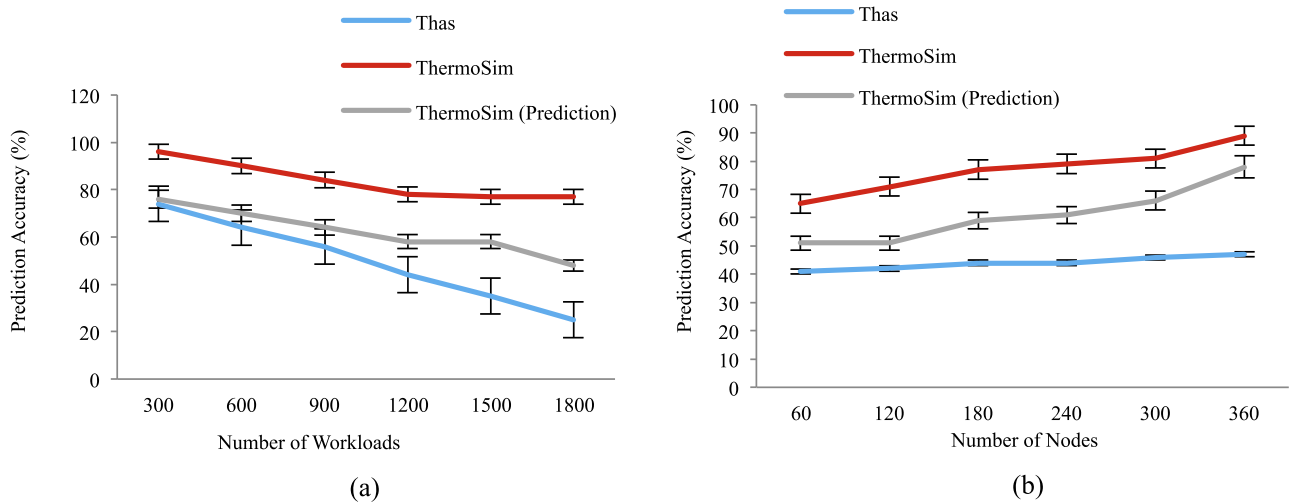 Thas
ThermoSim
ThermoSim (Prediction)
Prediction Accuracy (%)
120
100
80
60
40
20
0
300 600 900 1200 1500 1800
Number of Workloads
(a)
Thas
ThermoSim
ThermoSim (Prediction)
Prediction Accuracy (%)
100
90
80
70
60
50
40
30
20
10
0
60 120 180 240 300 360
Number of Nodes
(b)